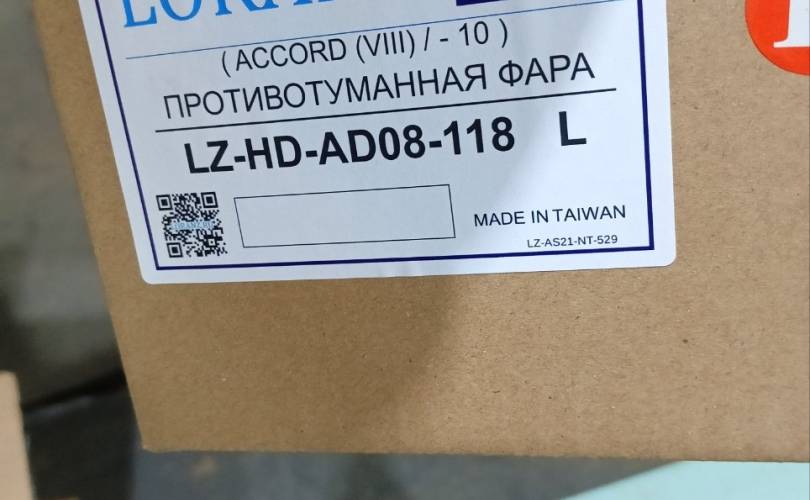 ( ACCORD (VIII) / - 10 )
ПРОТИВОТУМАННАЯ ФАРА
LZ-HD-AD08-118 L
MADE IN TAIWAN
LZ-AS21-NT-529